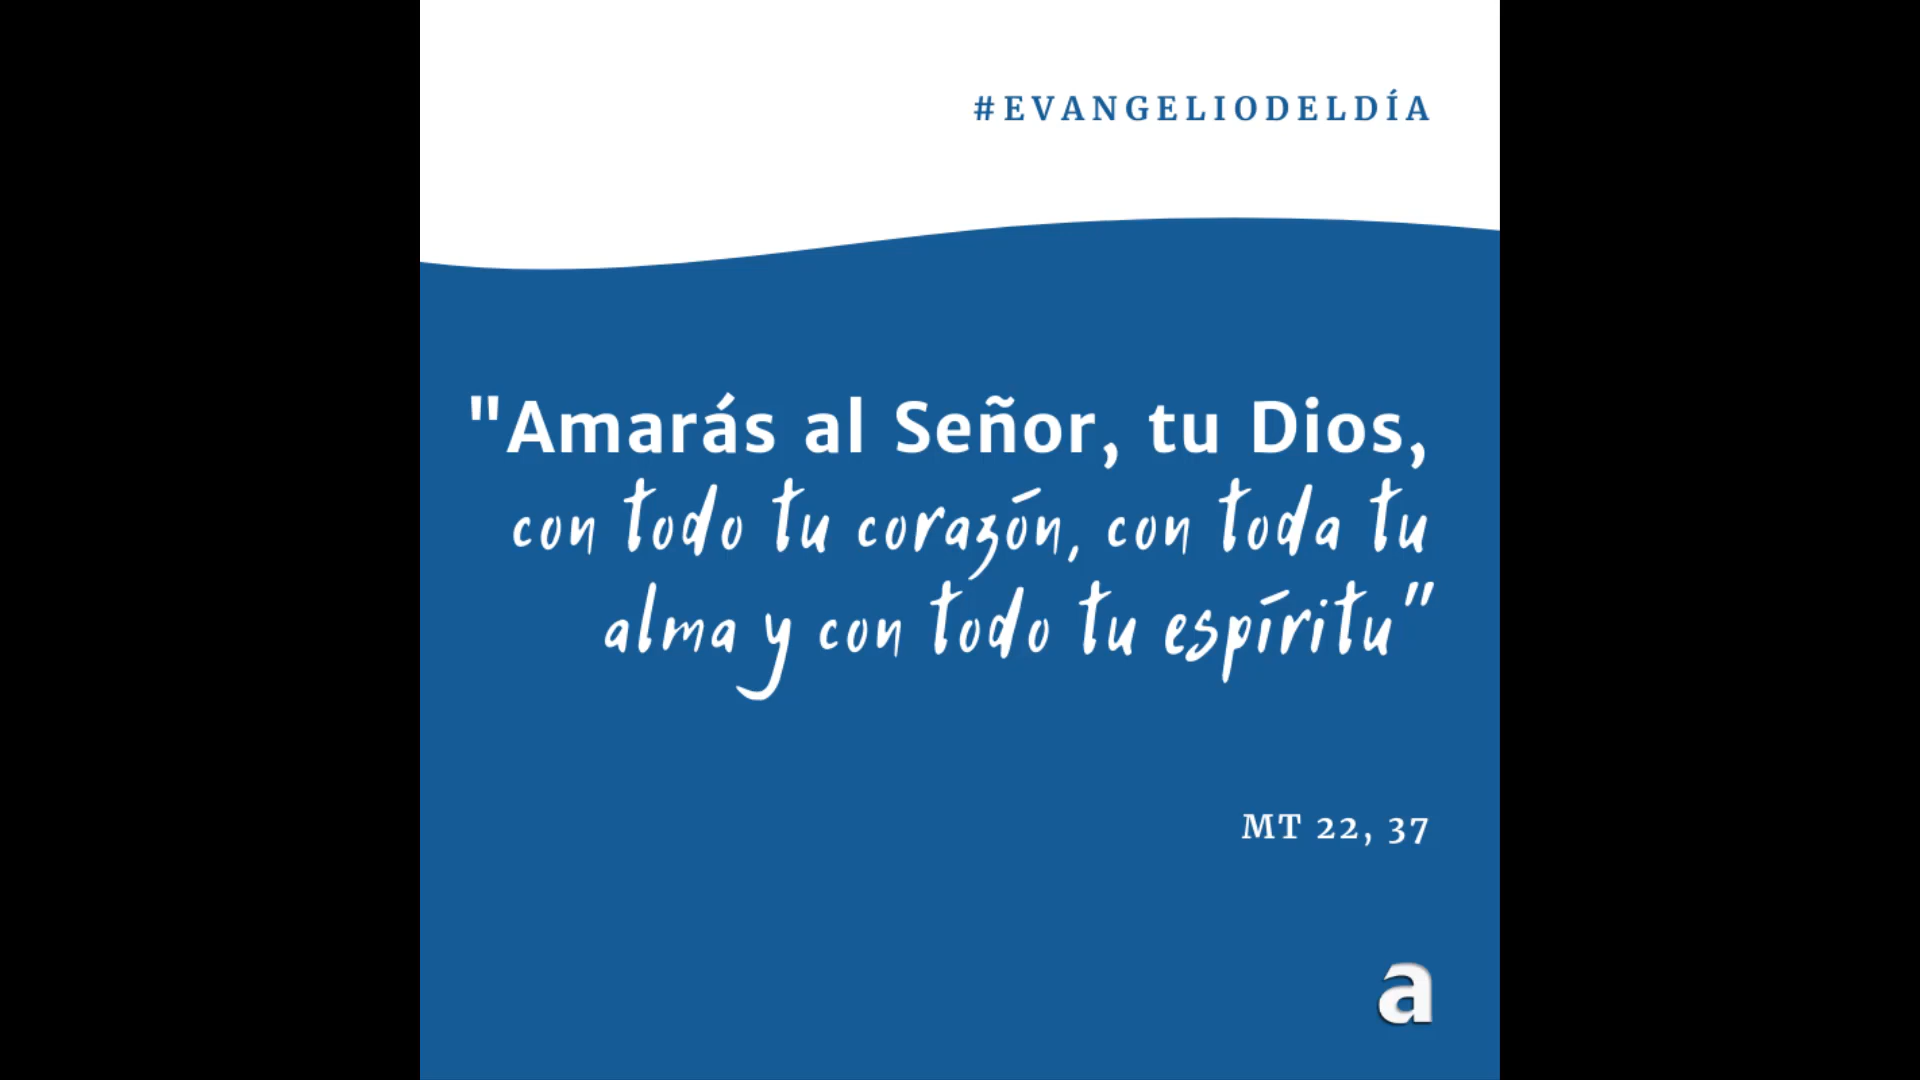 #EVANGELIODELDÍA
"Amarás al Señor, tu Dios,
con todo tu corazón, con toda tu
alma y con todo tu espíritu"
MT 22, 37
a